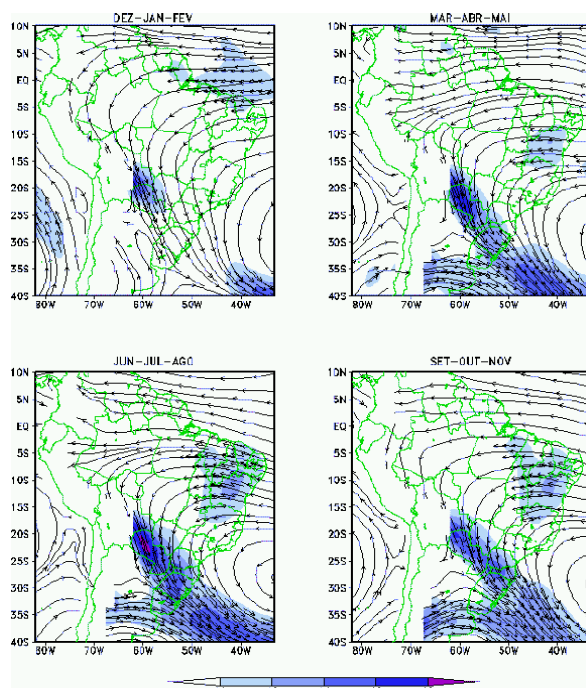 DEZ-JAN-FEV
10N
5N
EQ
5S
10S
15S
20S
25S
30S
35S
40S
80W 70W 60W 50W 40W
MAR-ABR-MAI
10N
5N
EQ
5S
10S
15S
20S
25S
30S
35S
40S
80W 70W 60W 50W 40W
JUN-JUL-AGO
10N
5N
EQ
5S
10S
15S
20S
25S
30S
35S
40S
80W 70W 60W 50W 40W
SET-OUT-NOV
10N
5N
EQ
5S
10S
15S
20S
25S
30S
35S
40S
80W 70W 60W 50W 40W